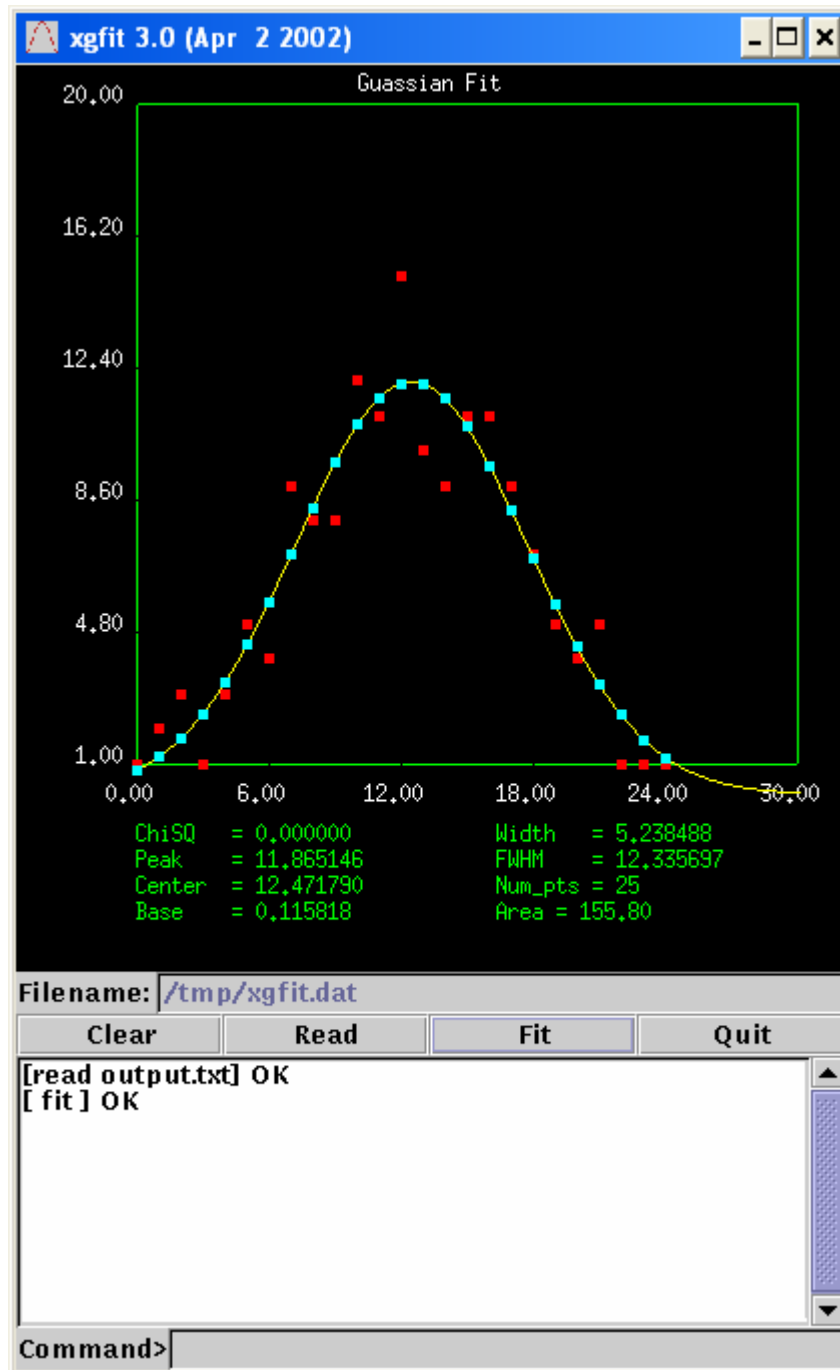 xgfit 3.0 (Apr 2 2002)
Guassian Fit
20.00
16.20
12.40
8.60
4.80
1.00
0.00 6.00 12.00 18.00 24.00 30.00
ChiSQ = 0.000000 Width = 5.238488
Peak = 11.865146 FWHM = 12.335697
Center = 12.471790 Num_pts = 25
Base = 0.115818 Area = 155.80
Filename: /tmp/xgfit.dat
Clear Read Fit Quit
[read output.txt] OK
[ fit ] OK
Command>